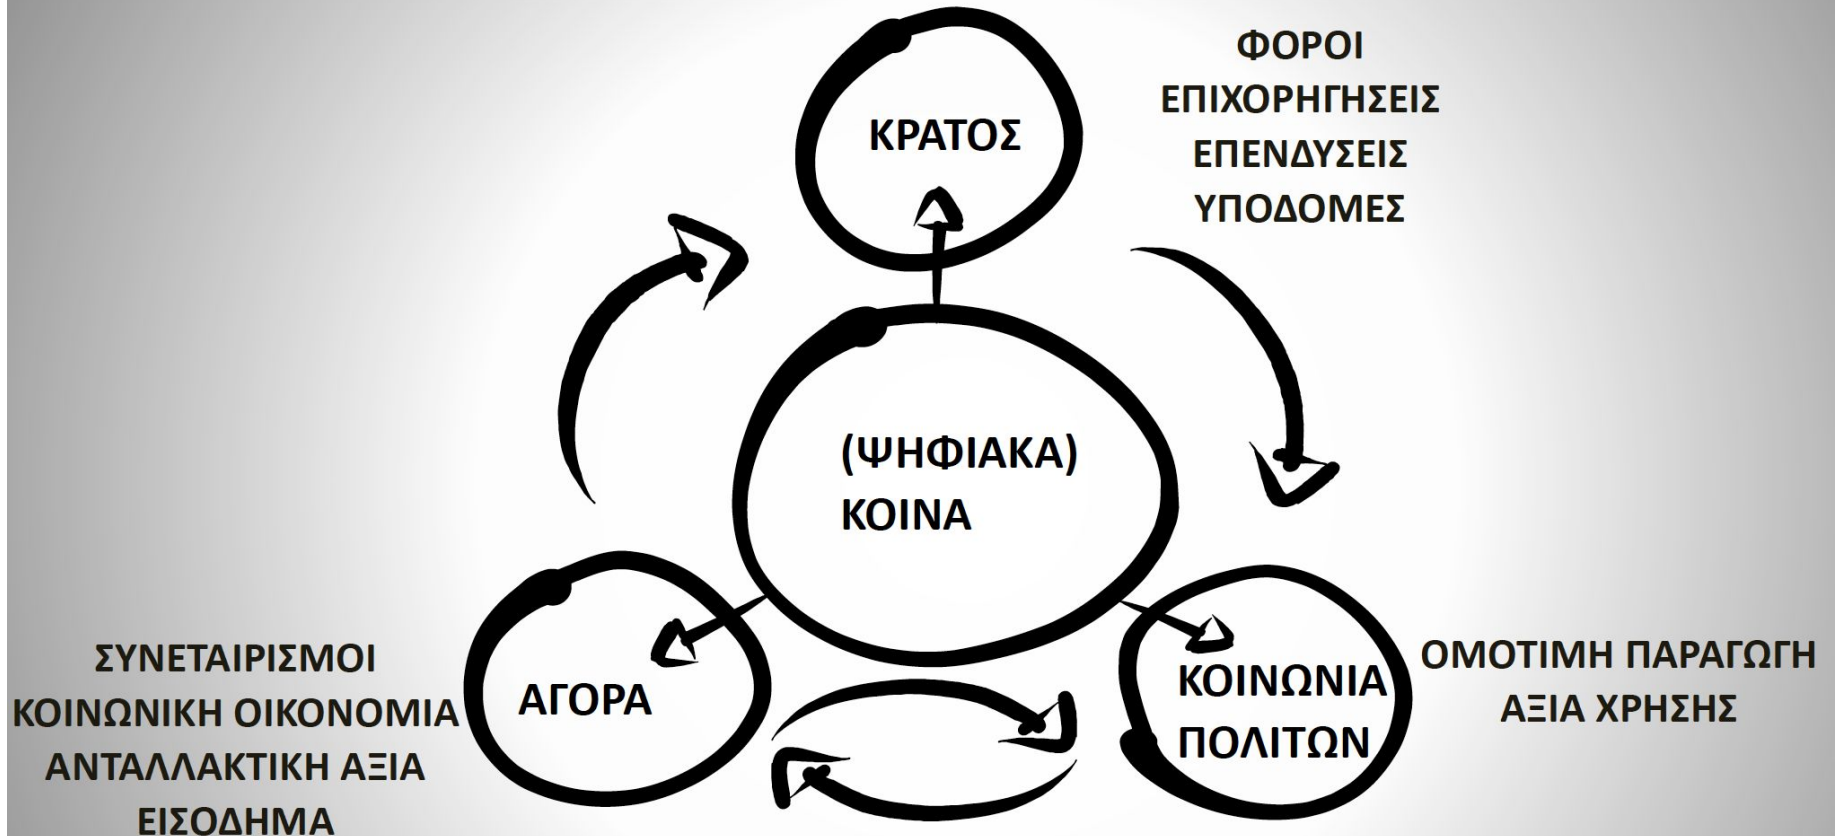 ΚΡΑΤΟΣ
ΦΟΡΟΙ
ΕΠΙΧΟΡΗΓΗΣΕΙΣ
ΕΠΕΝΔΥΣΕΙΣ
ΥΠΟΔΟΜΕΣ
(ΨΗΦΙΑΚΑ)
ΚΟΙΝΑ
ΣΥΝΕΤΑΙΡΙΣΜΟΙ
ΚΟΙΝΩΝΙΚΗ ΟΙΚΟΝΟΜΙΑ
ΑΝΤΑΛΛΑΚΤΙΚΗ ΑΞΙΑ
ΕΙΣΟΔΗΜΑ
ΑΓΟΡΑ
ΚΟΙΝΩΝΙΑ
ΠΟΛΙΤΩΝ
ΟΜΟΤΙΜΗ ΠΑΡΑΓΩΓΗ
ΑΞΙΑ ΧΡΗΣΗΣ